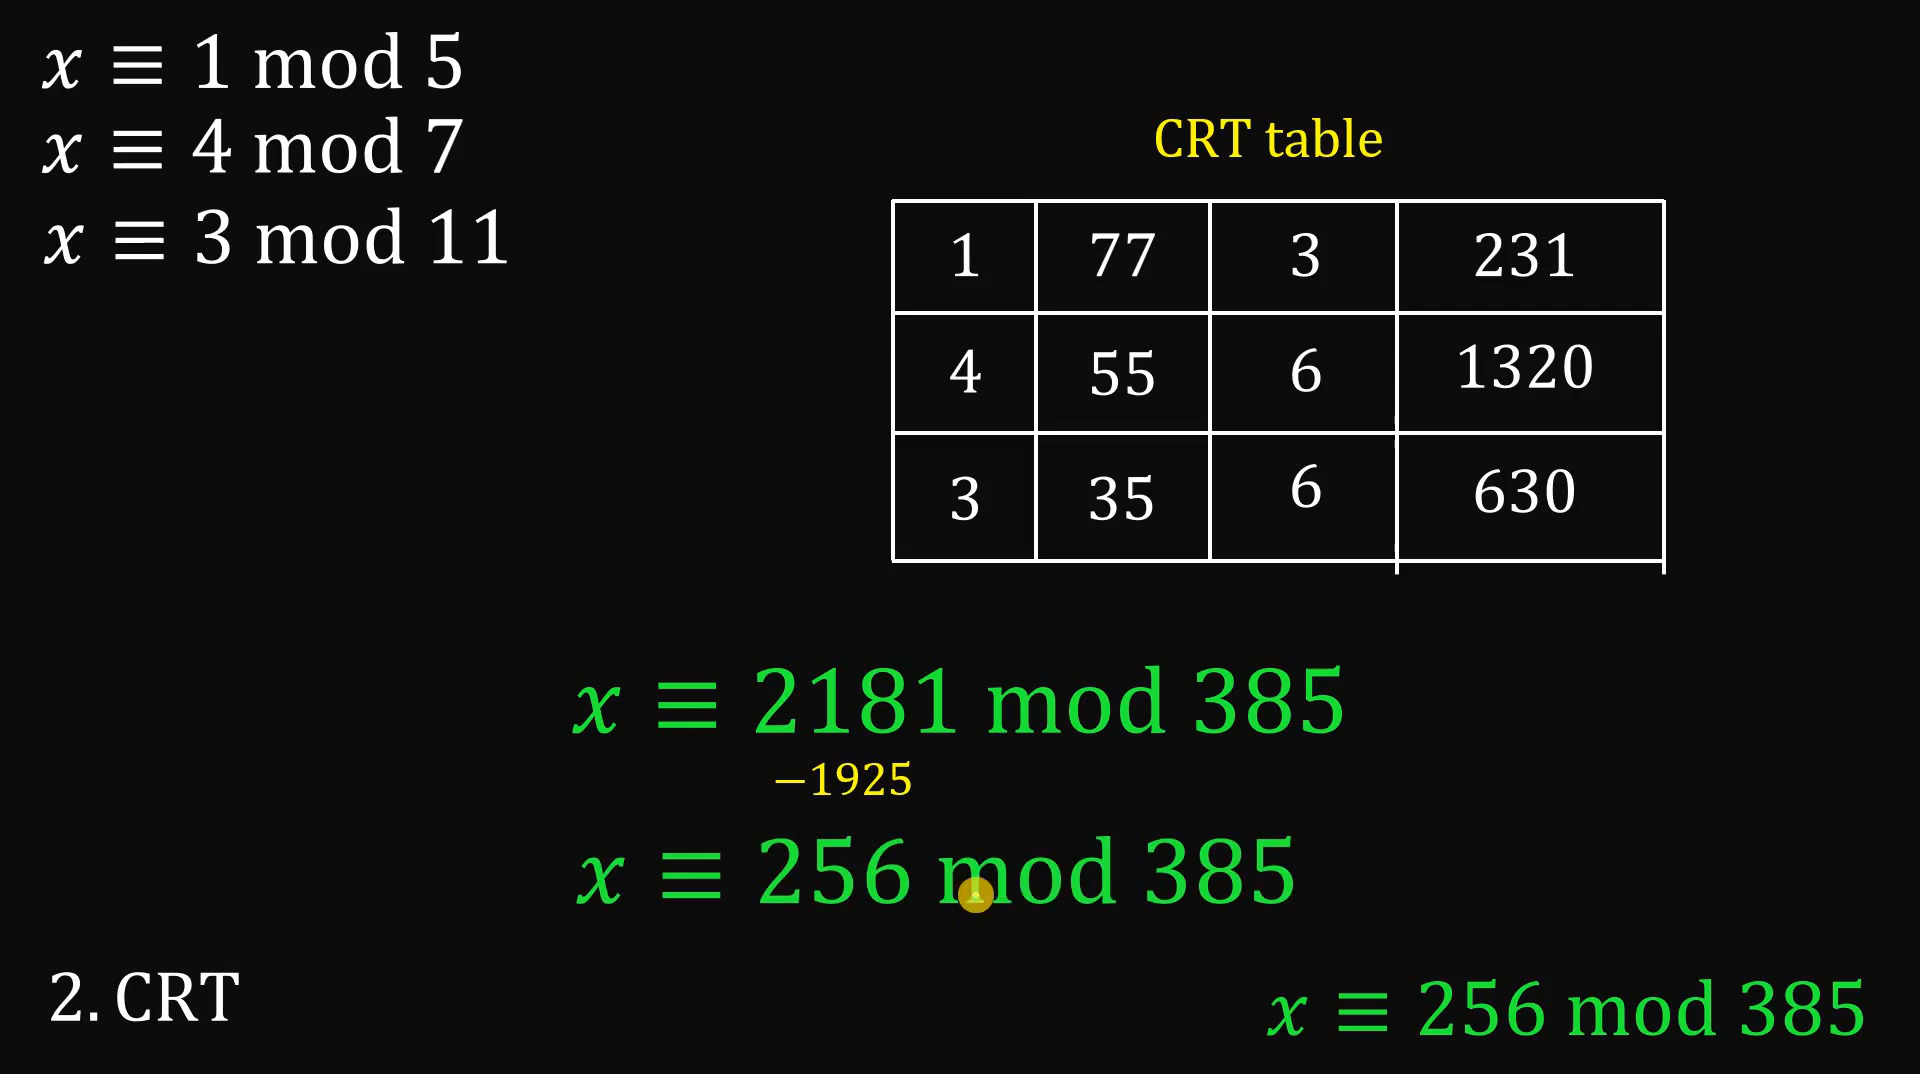 x ≡ 1 mod 5
x ≡ 4 mod 7
x ≡ 3 mod 11
CRT table
1 77 3 231
4 55 6 1320
3 35 6 630
x ≡ 2181 mod 385
−1925
x ≡ 256 mod 385
2. CRT
x ≡ 256 mod 385